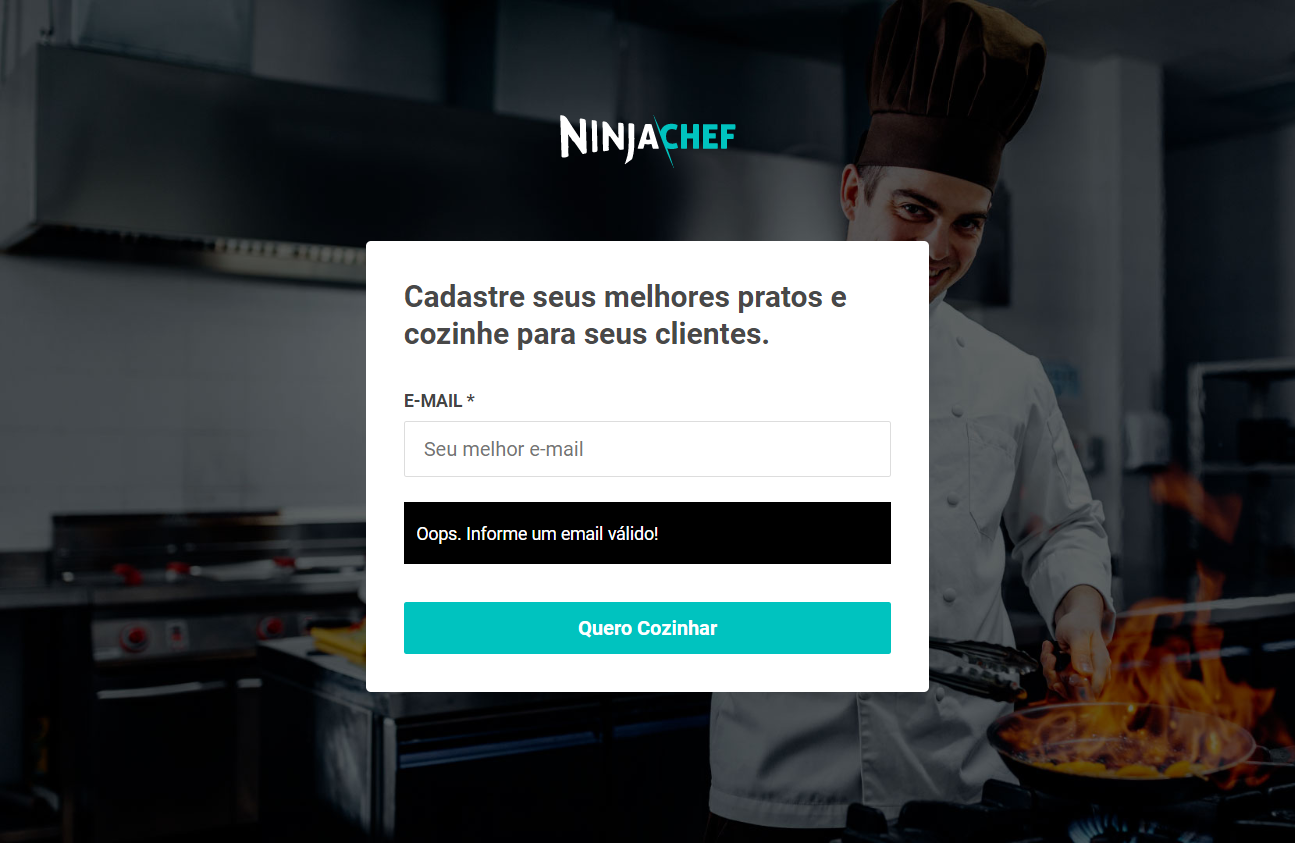 NINJACHEF
Cadastre seus melhores pratos e
cozinhe para seus clientes.
E-MAIL *
Seu melhor e-mail
Oops. Informe um email válido!
Quero Cozinhar